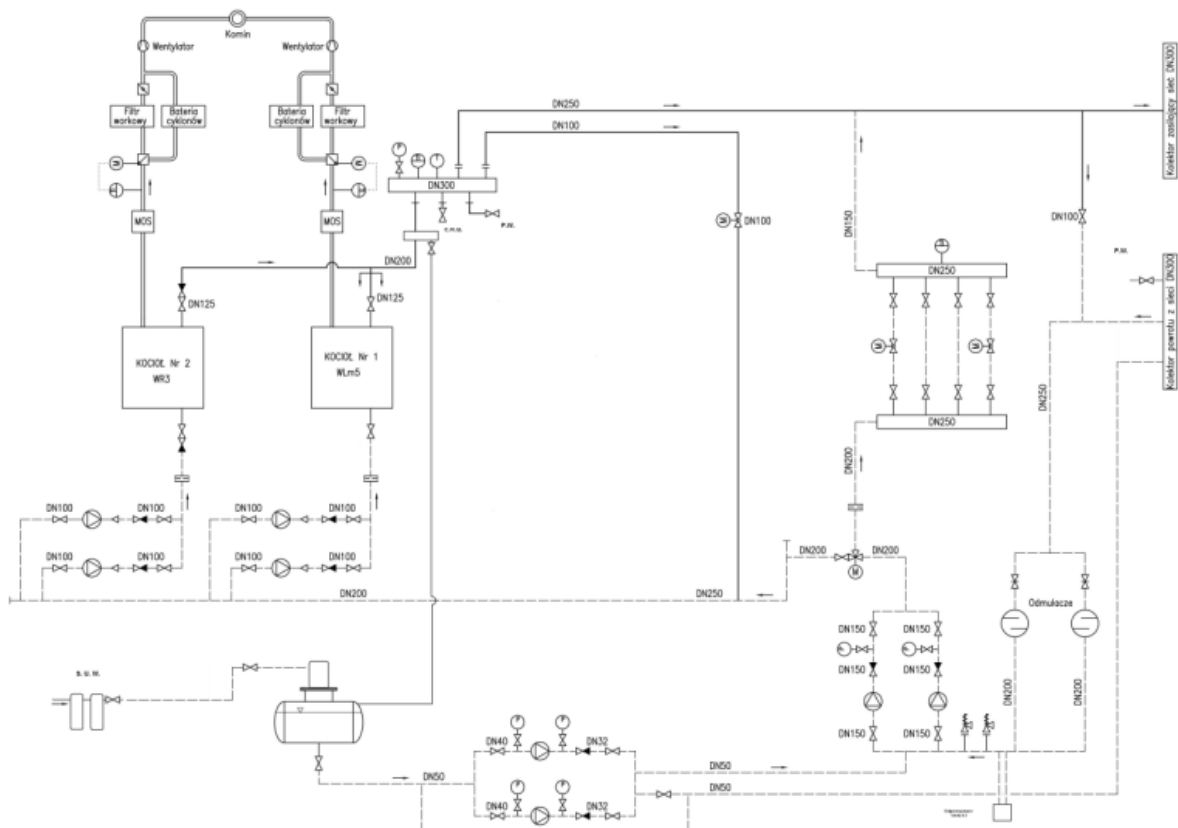 Komin
Wentylator
Wentylator
Filtr
workowy
Bateria
cyklonów
Bateria
cyklonów
Filtr
workowy
M
MOS
MOS
DN250
DN100
P
T
DN300
C.W.U.
P.W.
DN200
DN125
DN125
KOCIOŁ Nr 2
WR3
KOCIOŁ Nr 1
WLm5
M
DN100
DN150
DN100
Kolektor zasilający sieć DN300
P.W.
Kolektor powrotu z sieci DN300
DN250
M
M
DN250
DN200
DN250
DN100
DN100
DN100
DN100
DN100
DN100
DN100
DN100
DN200
DN250
DN200
DN200
M
Odmulacze
DN150
DN150
DN150
DN150
DN150
DN150
DN200
DN200
S. U. W.
DN40
P
P
DN32
DN50
DN50
DN50
DN40
P
P
DN32